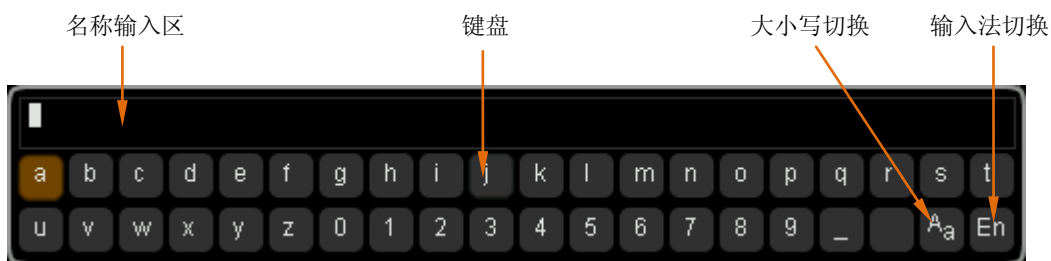 名称输入区 键盘 大小写切换 输入法切换
a b c d e f g h i j k l m n o p q r s t
u v w x y z 0 1 2 3 4 5 6 7 8 9 _ Aa En